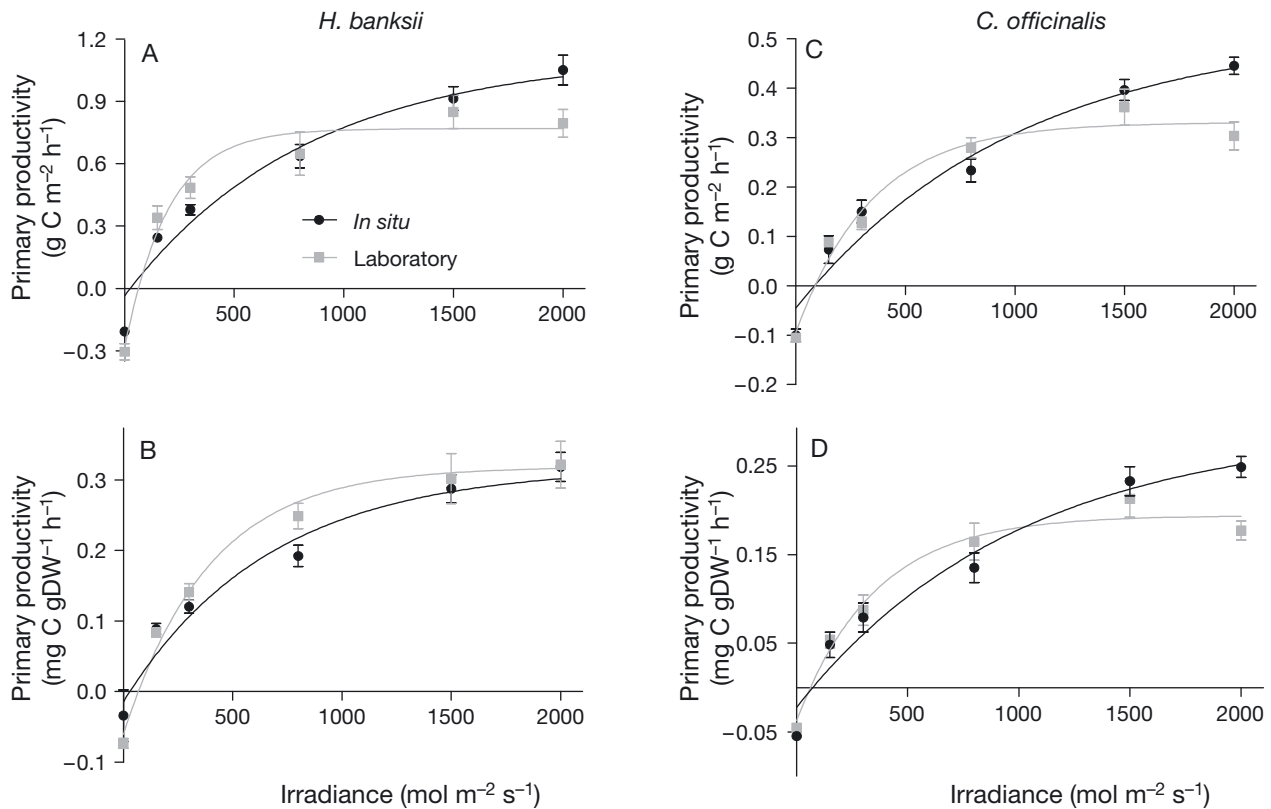 H. banksii
C. officinalis
A
1.2
0.9
0.6
0.3
0.0
−0.3
500
1000
1500
2000
Primary productivity
(g C m−2 h−1)
In situ
Laboratory
C
0.5
0.4
0.3
0.2
0.1
0.0
−0.1
−0.2
500
1000
1500
2000
Primary productivity
(g C m−2 h−1)
B
0.3
0.2
0.1
0.0
−0.1
500
1000
1500
2000
Primary productivity
(mg C gDW−1 h−1)
Irradiance (mol m−2 s−1)
D
0.25
0.15
0.05
−0.05
500
1000
1500
2000
Primary productivity
(mg C gDW−1 h−1)
Irradiance (mol m−2 s−1)